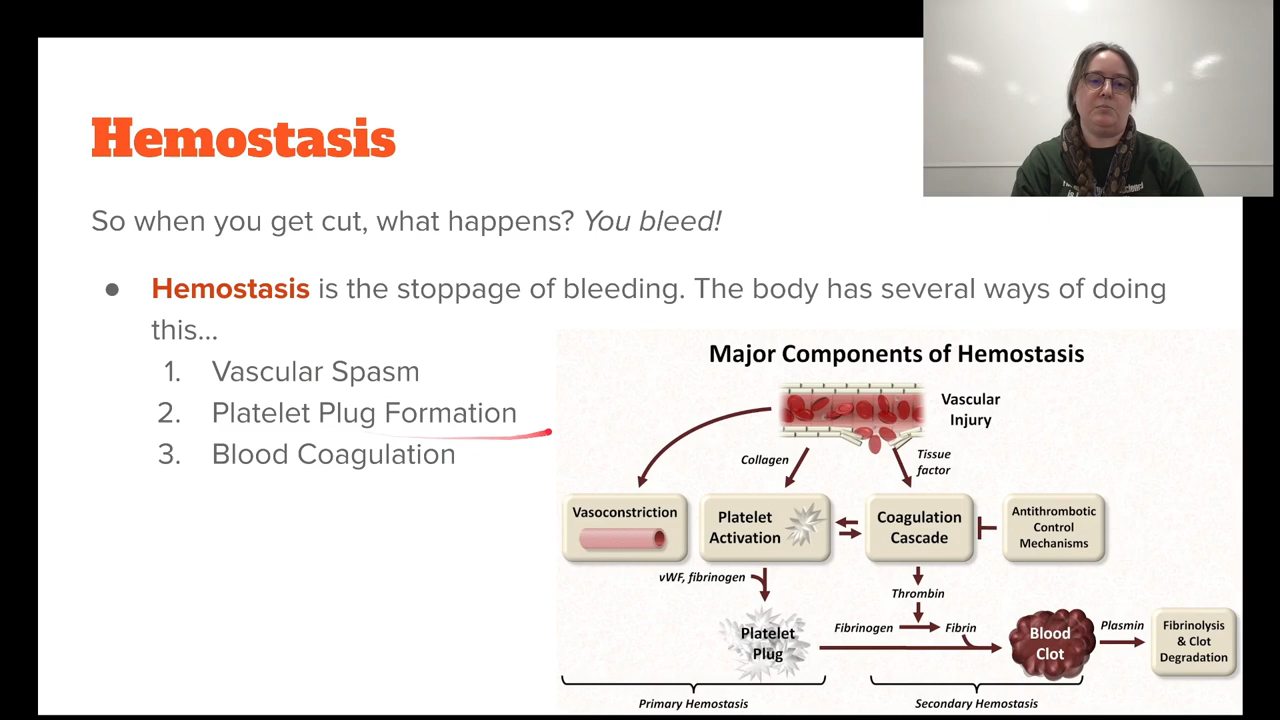 Hemostasis
So when you get cut, what happens? You bleed!
● Hemostasis is the stoppage of bleeding. The body has several ways of doing
this...
1. Vascular Spasm
2. Platelet Plug Formation
3. Blood Coagulation
Major Components of Hemostasis
Vascular
Injury
Collagen
Tissue
factor
Vasoconstriction
Platelet
Activation
Coagulation
Cascade
Antithrombotic
Control
Mechanisms
vWF, fibrinogen
Thrombin
Platelet
Plug
Fibrinogen
Fibrin
Blood
Clot
Plasmin
Fibrinolysis
& Clot
Degradation
Primary Hemostasis
Secondary Hemostasis